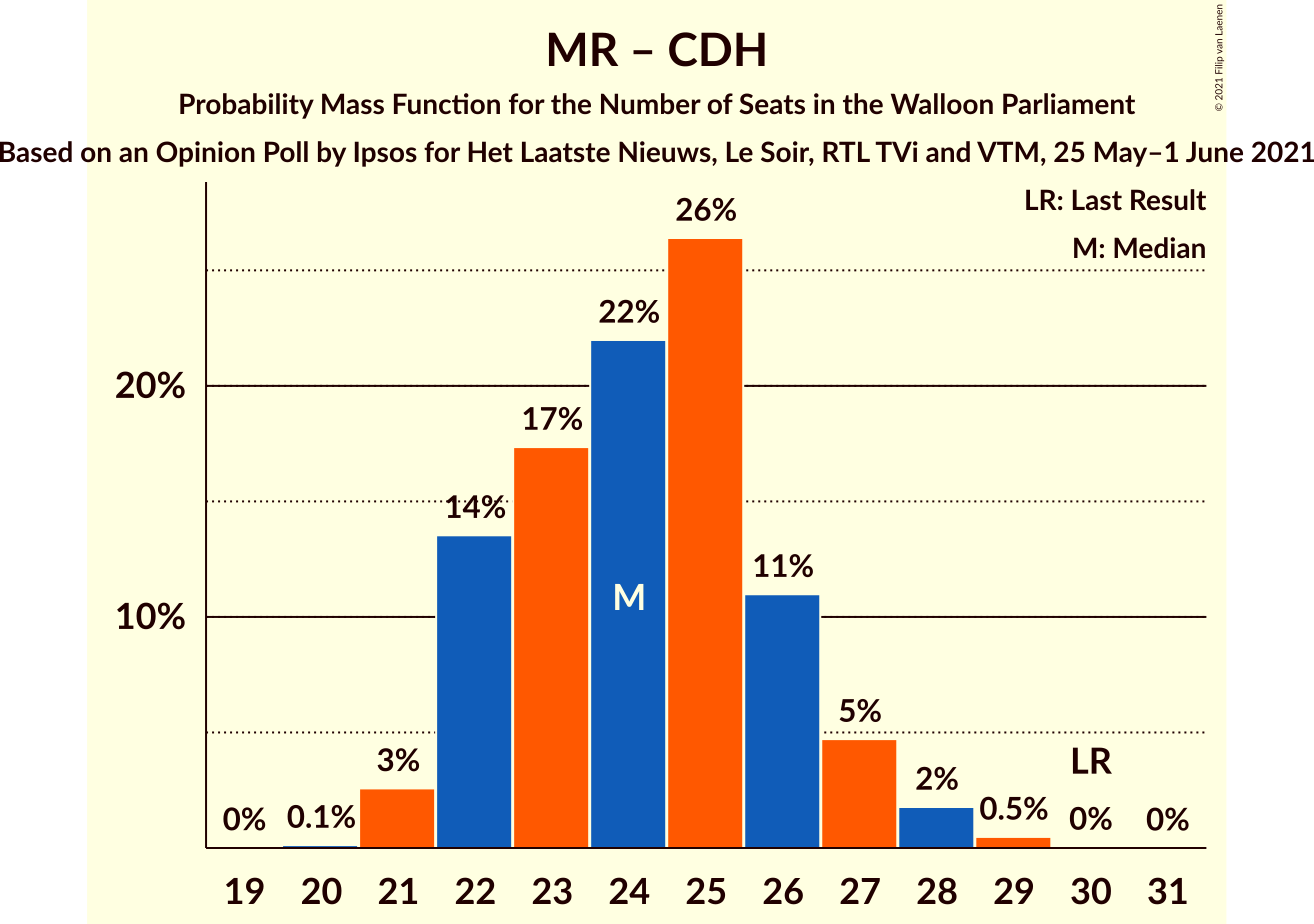 MR – CDH
Probability Mass Function for the Number of Seats in the Walloon Parliament
Based on an Opinion Poll by Ipsos for Het Laatste Nieuws, Le Soir, RTL TVi and VTM, 25 May–1 June 2021
© 2021 Filip van Laenen
LR: Last Result
M: Median
26%
22%
20%
17%
14%
11%
M
10%
5%
3%
LR
2%
0%
0.1%
0.5%
0%
0%
19 20 21 22 23 24 25 26 27 28 29 30 31